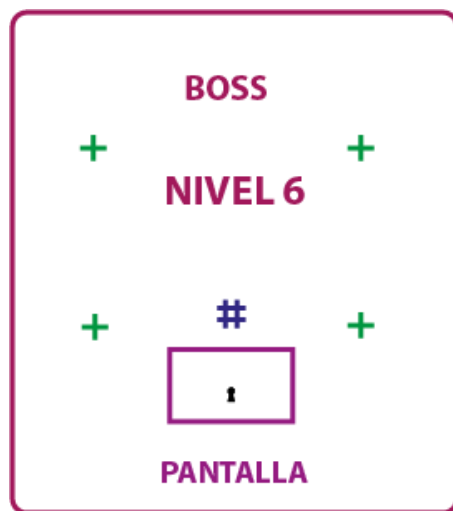 BOSS
+ +
NIVEL 6
#
+ +
PANTALLA